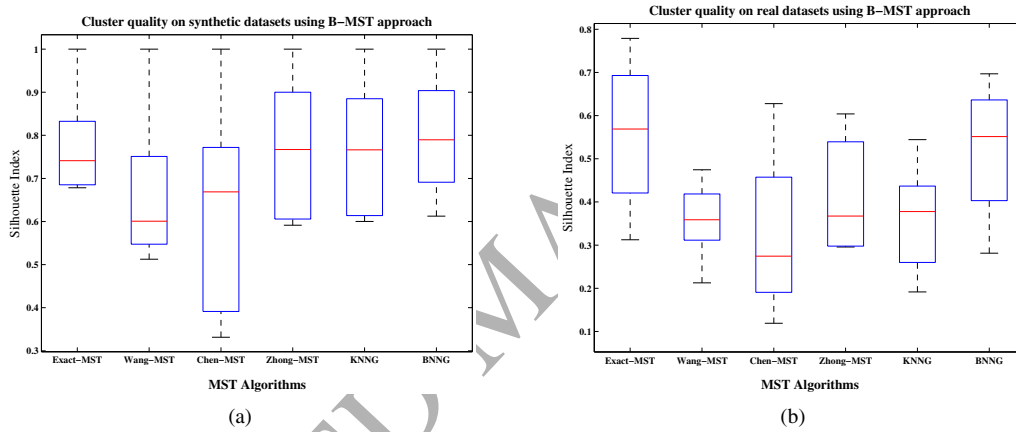 Cluster quality on synthetic datasets using B−MST approach
1
0.9
0.8
0.7
0.6
0.5
0.4
0.3
Silhouette Index
Exact−MST Wang−MST Chen−MST Zhong−MST KNNG BNNG
MST Algorithms
(a)
Cluster quality on real datasets using B−MST approach
0.8
0.7
0.6
0.5
0.4
0.3
0.2
0.1
Silhouette Index
Exact−MST Wang−MST Chen−MST Zhong−MST KNNG BNNG
MST Algorithms
(b)